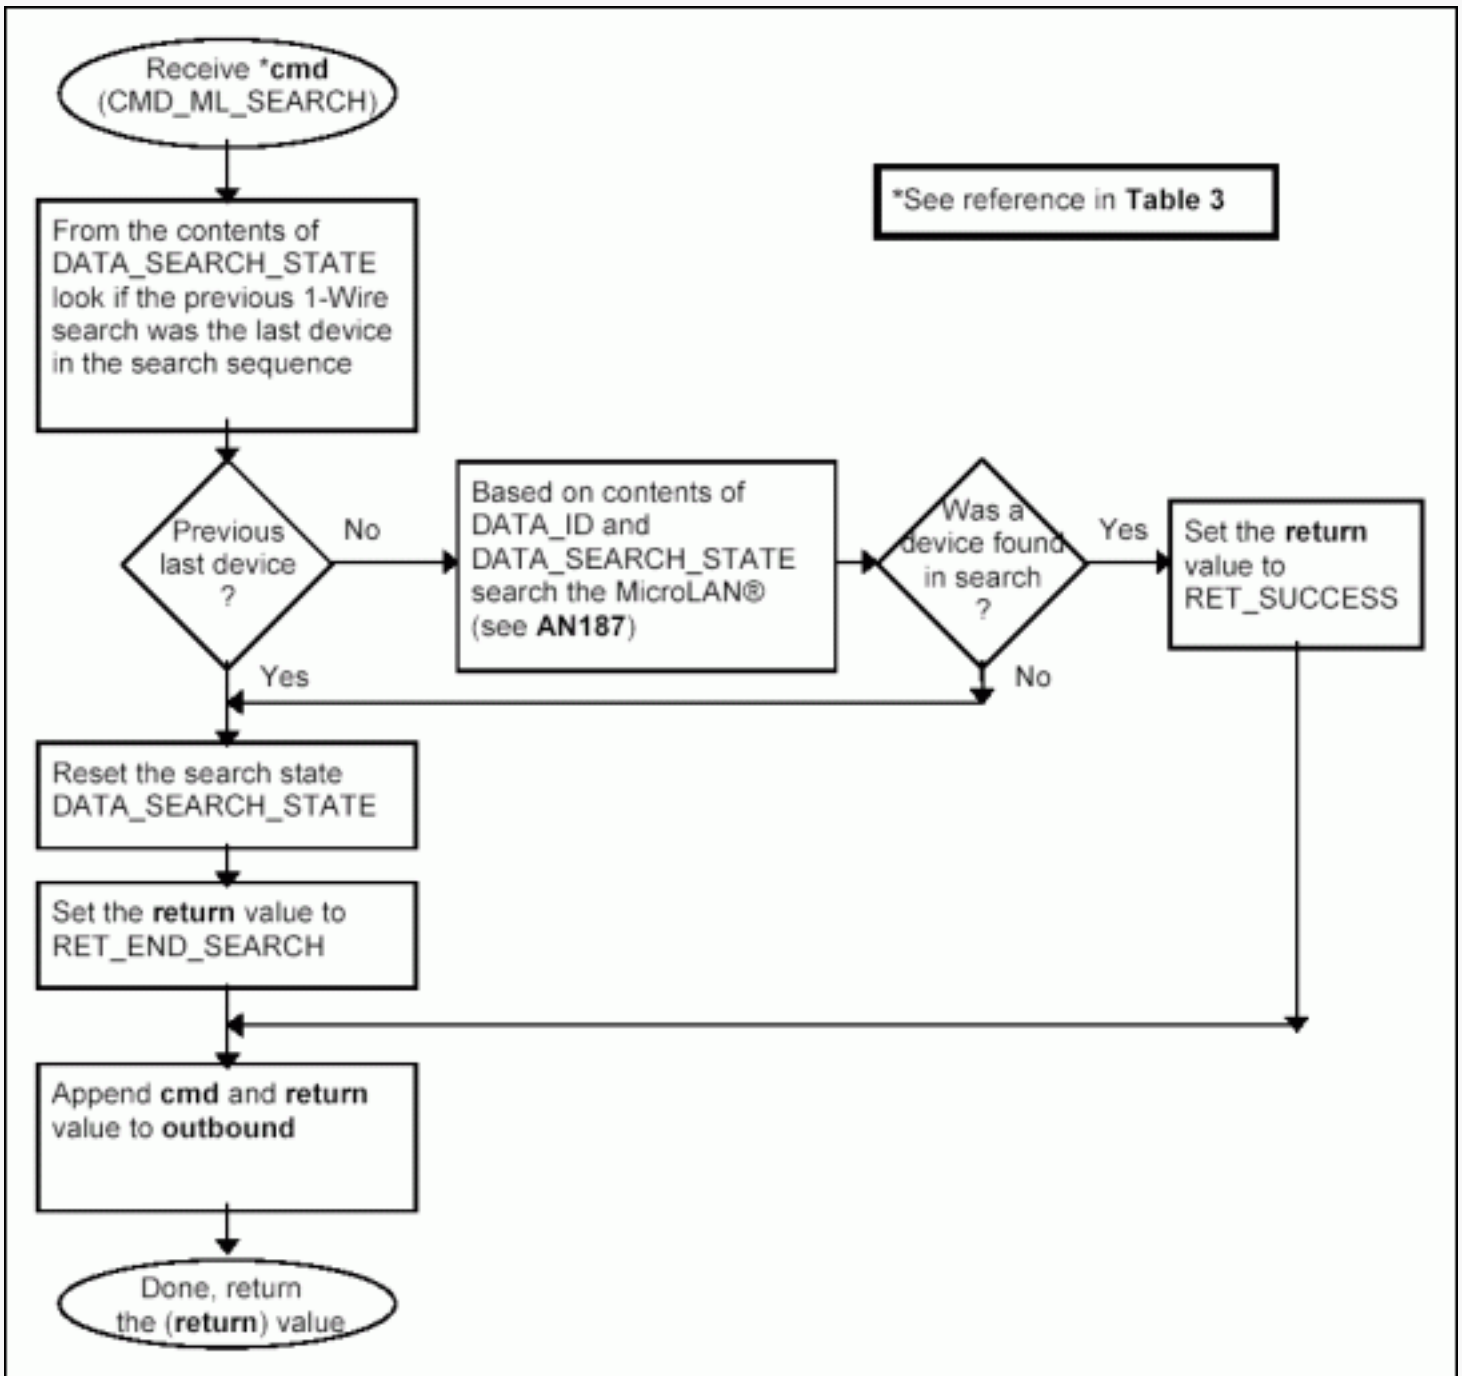 Receive *cmd
(CMD_ML_SEARCH)
*See reference in Table 3
From the contents of
DATA_SEARCH_STATE
look if the previous 1-Wire
search was the last device
in the search sequence
Previous
last device
?
No
Yes
Based on contents of
DATA_ID and
DATA_SEARCH_STATE
search the MicroLAN®
(see AN187)
Was a
device found
in search
?
Yes
No
Set the return
value to
RET_SUCCESS
Reset the search state
DATA_SEARCH_STATE
Set the return value to
RET_END_SEARCH
Append cmd and return
value to outbound
Done, return
the (return) value